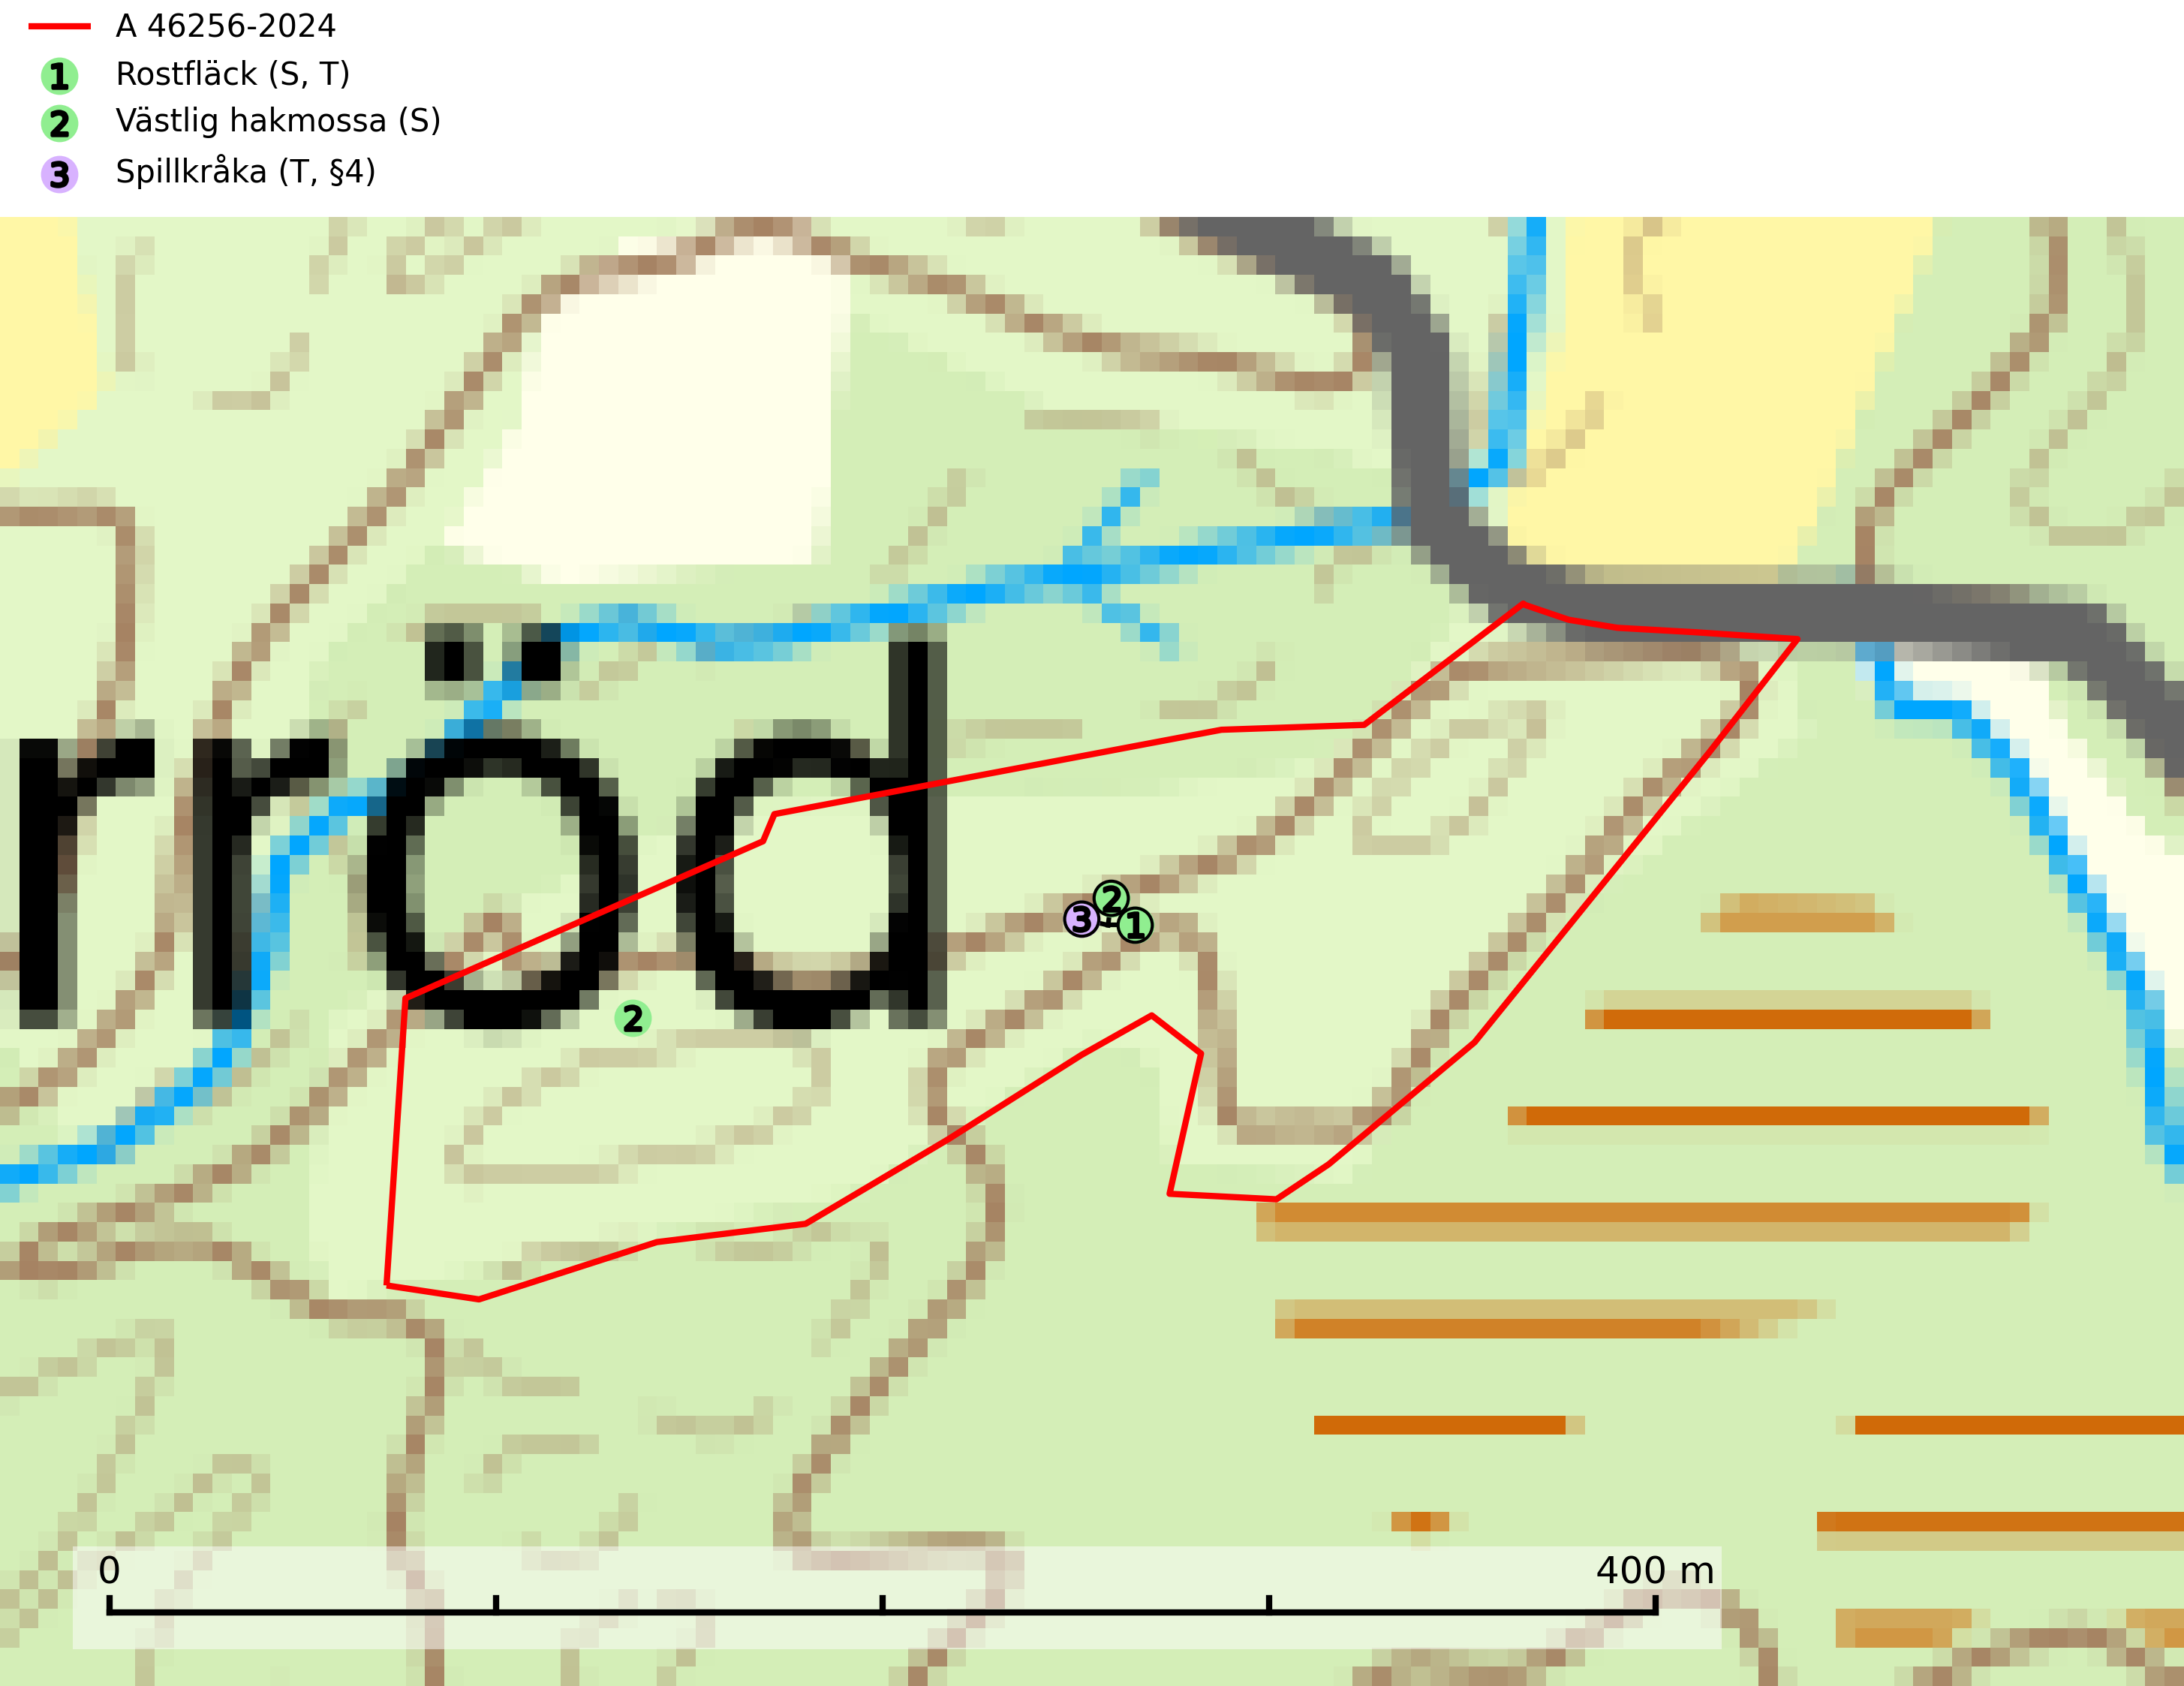 A 46256-2024
1 Rostfläck (S, T)
2 Västlig hakmossa (S)
3 Spillkråka (T, §4)
rröd
2
3 1
2
0 400 m